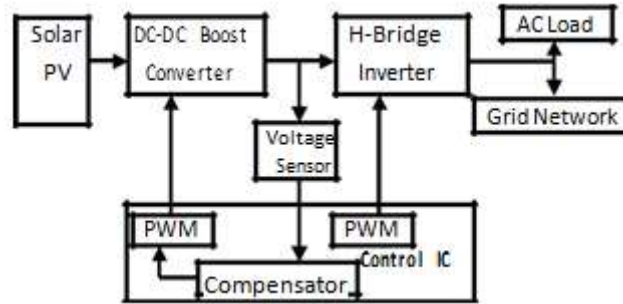 Solar
PV
DC-DC Boost
Converter
H-Bridge
Inverter
AC Load
Grid Network
Voltage
Sensor
PWM
PWM
Control IC
Compensator